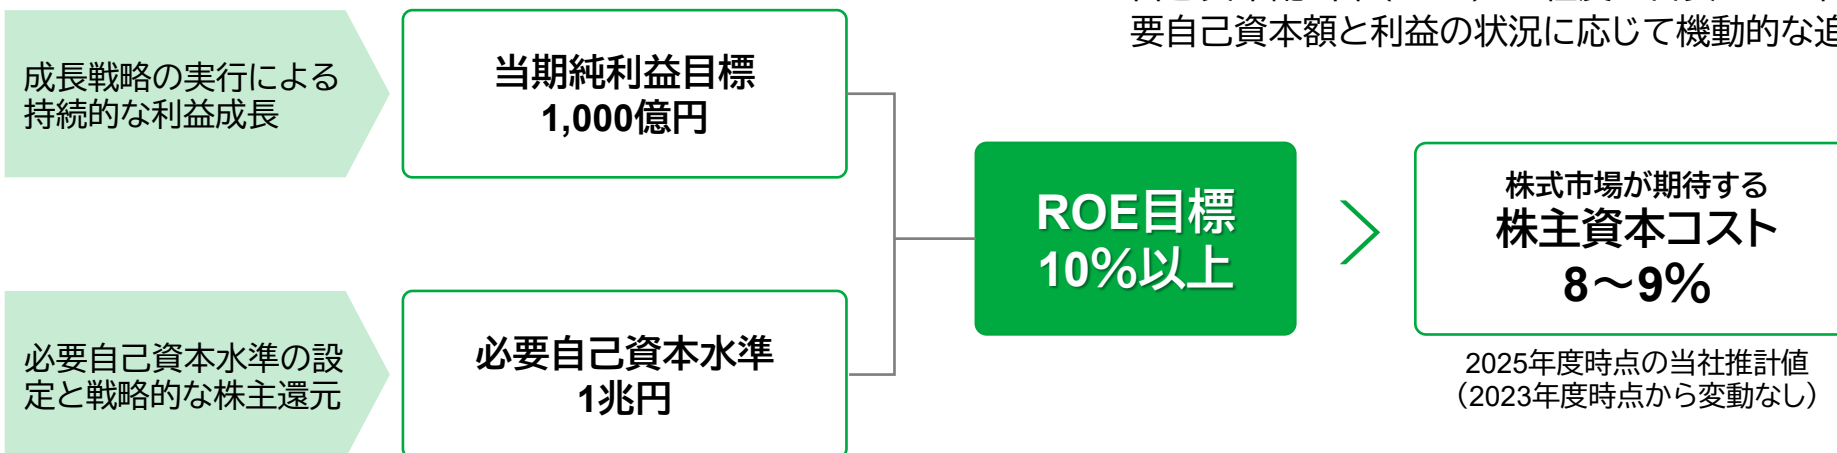 要自己資本額と利益の状況に応じて機動的な追
成長戦略の実行による
持続的な利益成長
当期純利益目標
1,000億円
ROE目標
10%以上
株式市場が期待する
株主資本コスト
8～9%
必要自己資本水準の設
定と戦略的な株主還元
必要自己資本水準
1兆円
2025年度時点の当社推計値
（2023年度時点から変動なし）